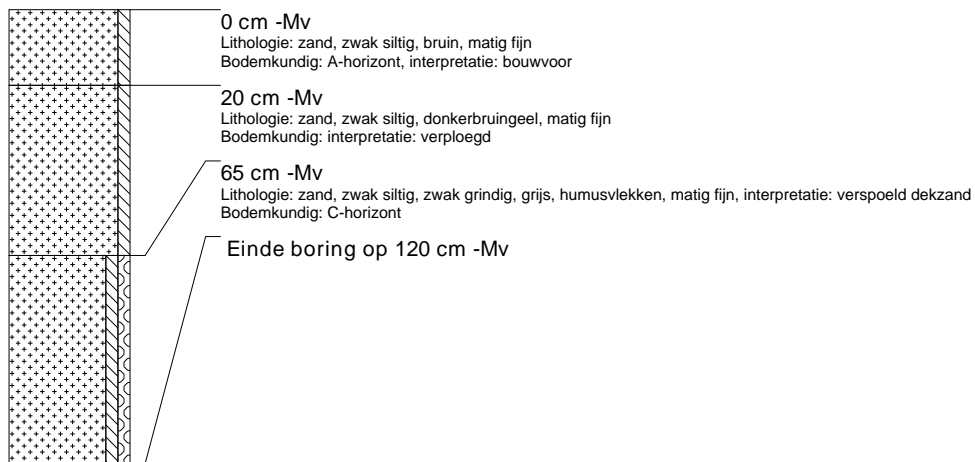 0 cm -Mv
Lithologie: zand, zwak siltig, bruin, matig fijn
Bodemkundig: A-horizont, interpretatie: bouwvoor
20 cm -Mv
Lithologie: zand, zwak siltig, donkerbruingeel, matig fijn
Bodemkundig: interpretatie: verploegd
65 cm -Mv
Lithologie: zand, zwak siltig, zwak grindig, grijs, humusvlekken, matig fijn, interpretatie: verspoeld dekzand
Bodemkundig: C-horizont
Einde boring op 120 cm -Mv